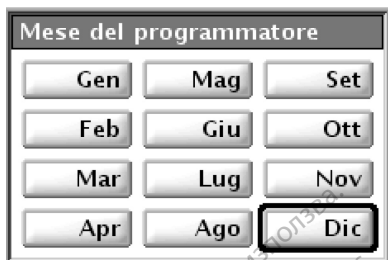 Mese del programmatore
Gen Mag Set
Feb Giu Ott
Mar Lug Nov
Apr Ago Dic